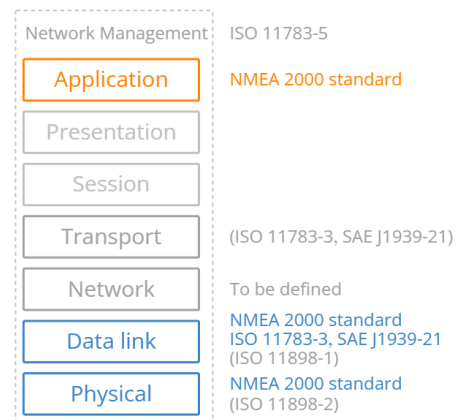 Network Management ISO 11783-5
Application NMEA 2000 standard
Presentation
Session
Transport (ISO 11783-3, SAE J1939-21)
Network To be defined
NMEA 2000 standard
Data link ISO 11783-3, SAE J1939-21
(ISO 11898-1)
Physical NMEA 2000 standard
(ISO 11898-2)